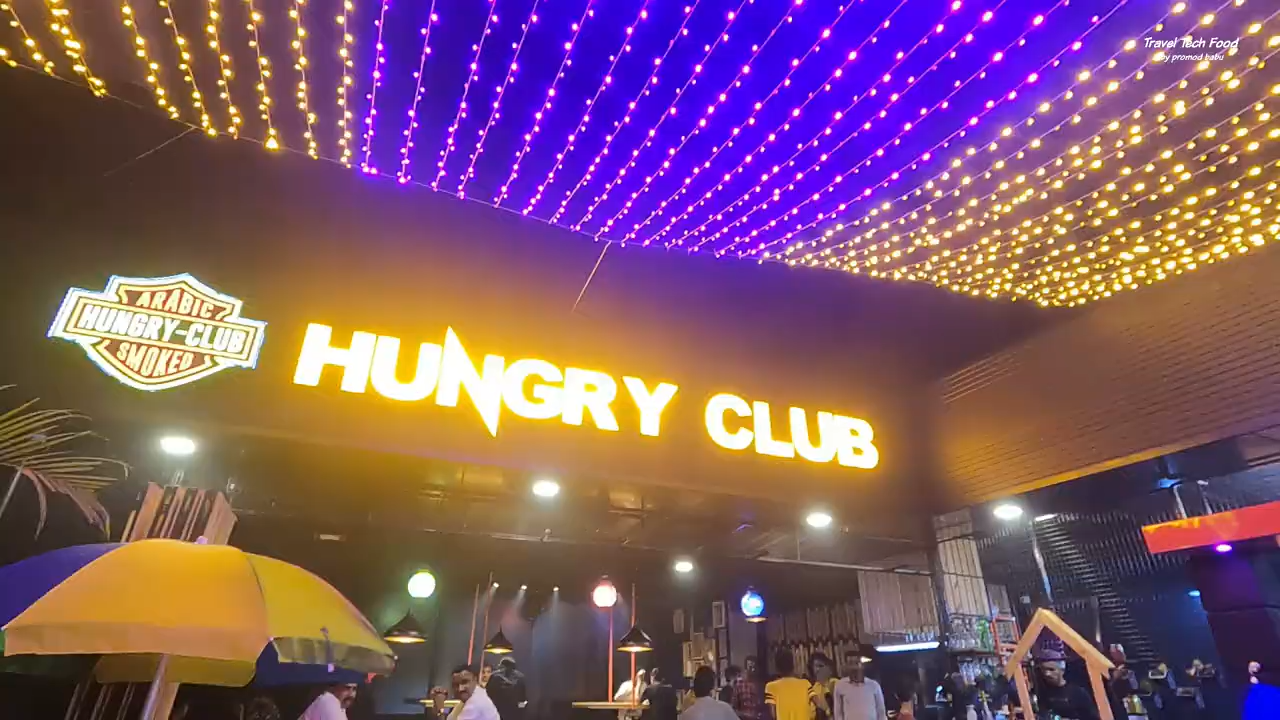 Travel Tech Food
by promod babu
ARABIC
HUNGRY-CLUB
SMOKED
HUNGRY CLUB